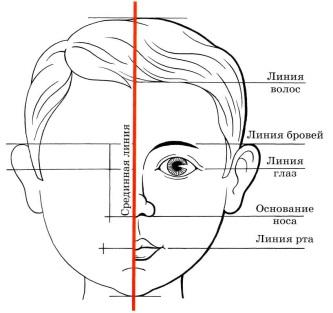 Линия
волос
Линия бровей
Линия
глаз
Срединная линия
Основание
носа
Линия рта